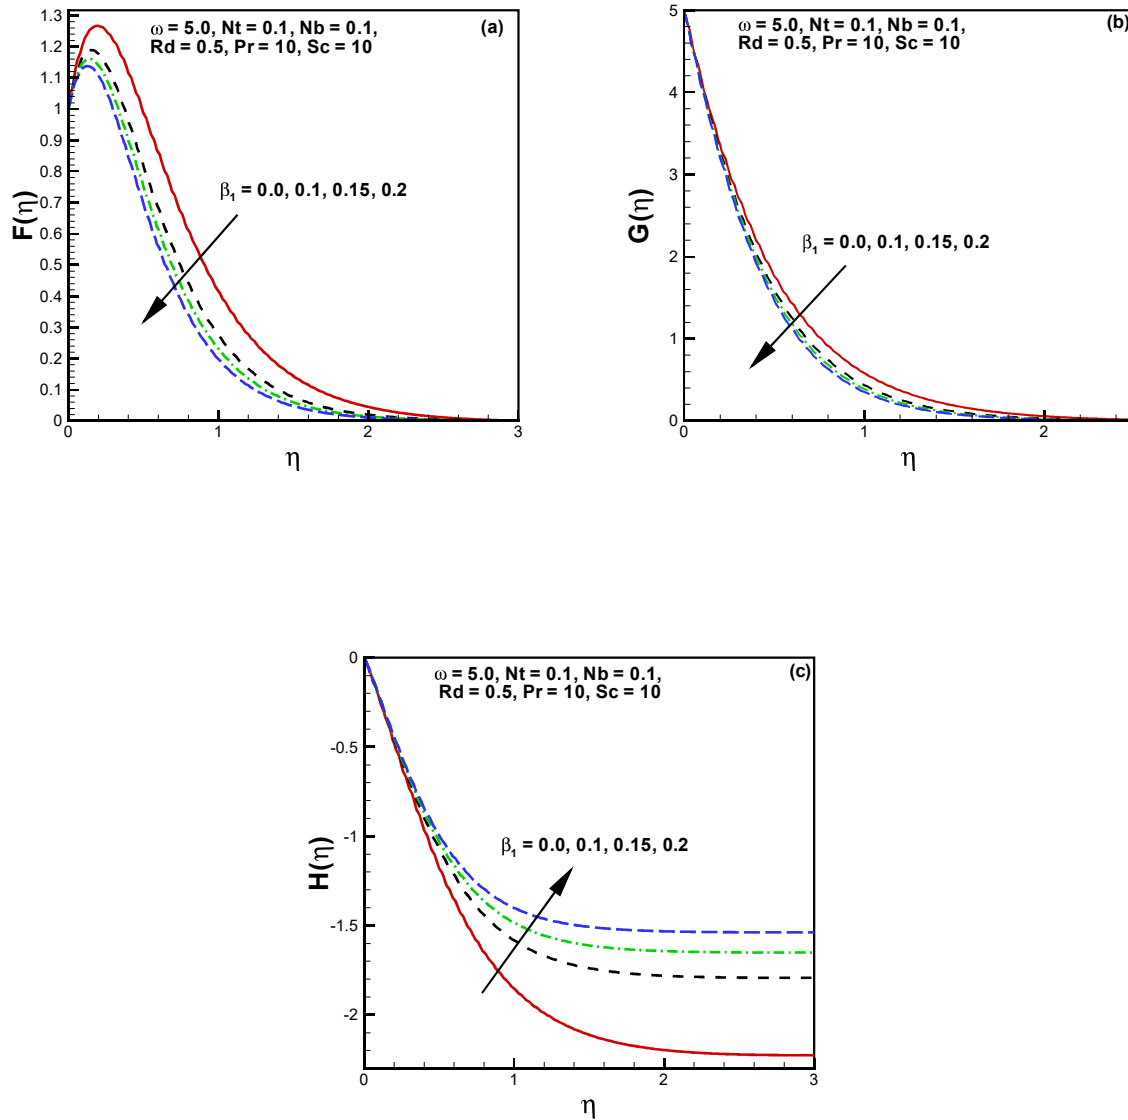 ω = 5.0, Nt = 0.1, Nb = 0.1,
Rd = 0.5, Pr = 10, Sc = 10
(a)
1.3
1.2
1.1
1
0.9
0.8
0.7
0.6
0.5
0.4
0.3
0.2
0.1
0
F(η)
β₁ = 0.0, 0.1, 0.15, 0.2
0 1 2 3
η
ω = 5.0, Nt = 0.1, Nb = 0.1,
Rd = 0.5, Pr = 10, Sc = 10
(b)
5
4
3
2
1
0
G(η)
β₁ = 0.0, 0.1, 0.15, 0.2
0 1 2
η
ω = 5.0, Nt = 0.1, Nb = 0.1,
Rd = 0.5, Pr = 10, Sc = 10
(c)
0
-0.5
-1
-1.5
-2
H(η)
β₁ = 0.0, 0.1, 0.15, 0.2
0 1 2 3
η